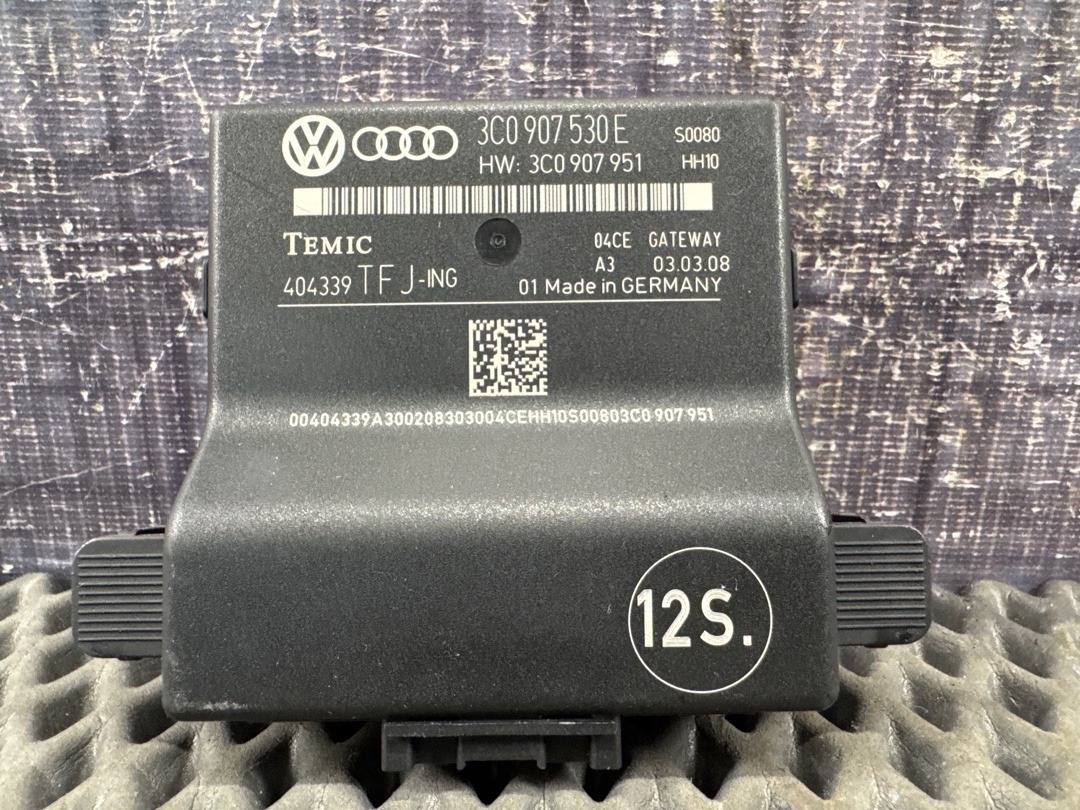 3C0 907 530 E S0080
HW: 3C0 907 951 HH10
TEMIC 04CE GATEWAY
A3 03.03.08
404339 TFJ-ING 01 Made in GERMANY
00404339A300208303004CEHH10S00803C0 907 951
12S.